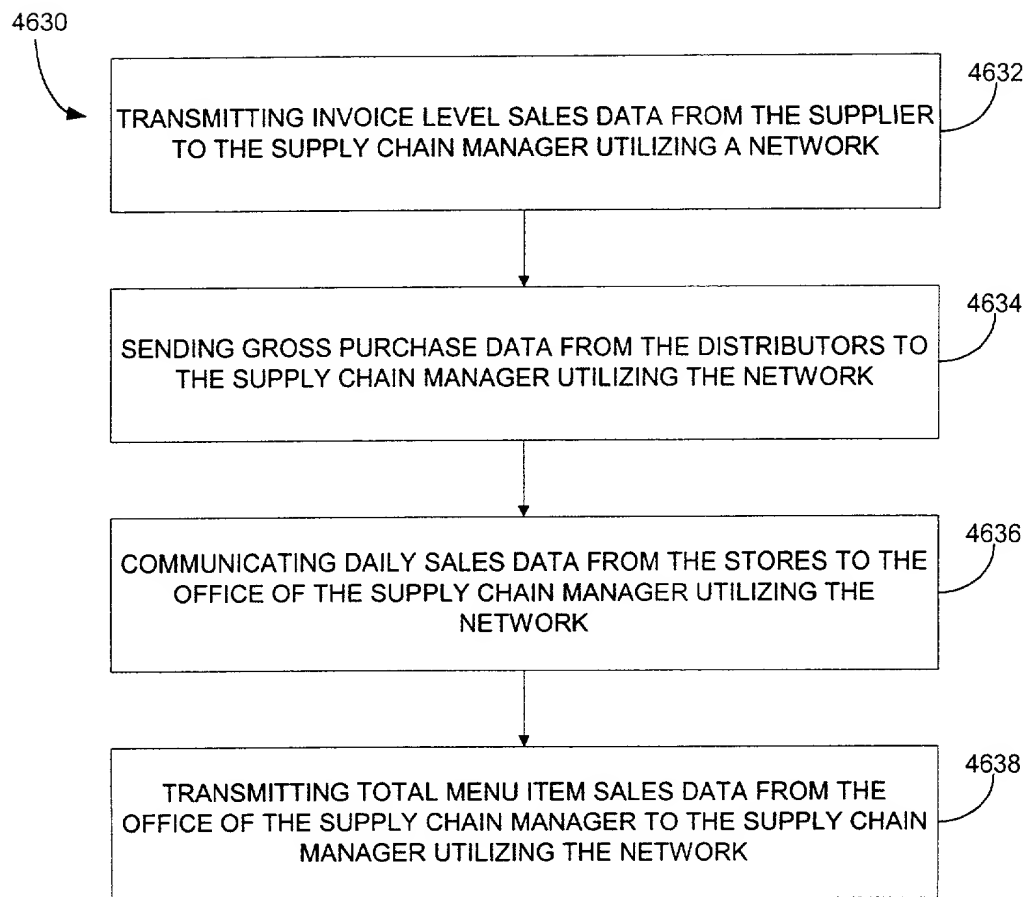 4630
4632
TRANSMITTING INVOICE LEVEL SALES DATA FROM THE SUPPLIER
TO THE SUPPLY CHAIN MANAGER UTILIZING A NETWORK
4634
SENDING GROSS PURCHASE DATA FROM THE DISTRIBUTORS TO
THE SUPPLY CHAIN MANAGER UTILIZING THE NETWORK
4636
COMMUNICATING DAILY SALES DATA FROM THE STORES TO THE
OFFICE OF THE SUPPLY CHAIN MANAGER UTILIZING THE
NETWORK
4638
TRANSMITTING TOTAL MENU ITEM SALES DATA FROM THE
OFFICE OF THE SUPPLY CHAIN MANAGER TO THE SUPPLY CHAIN
MANAGER UTILIZING THE NETWORK